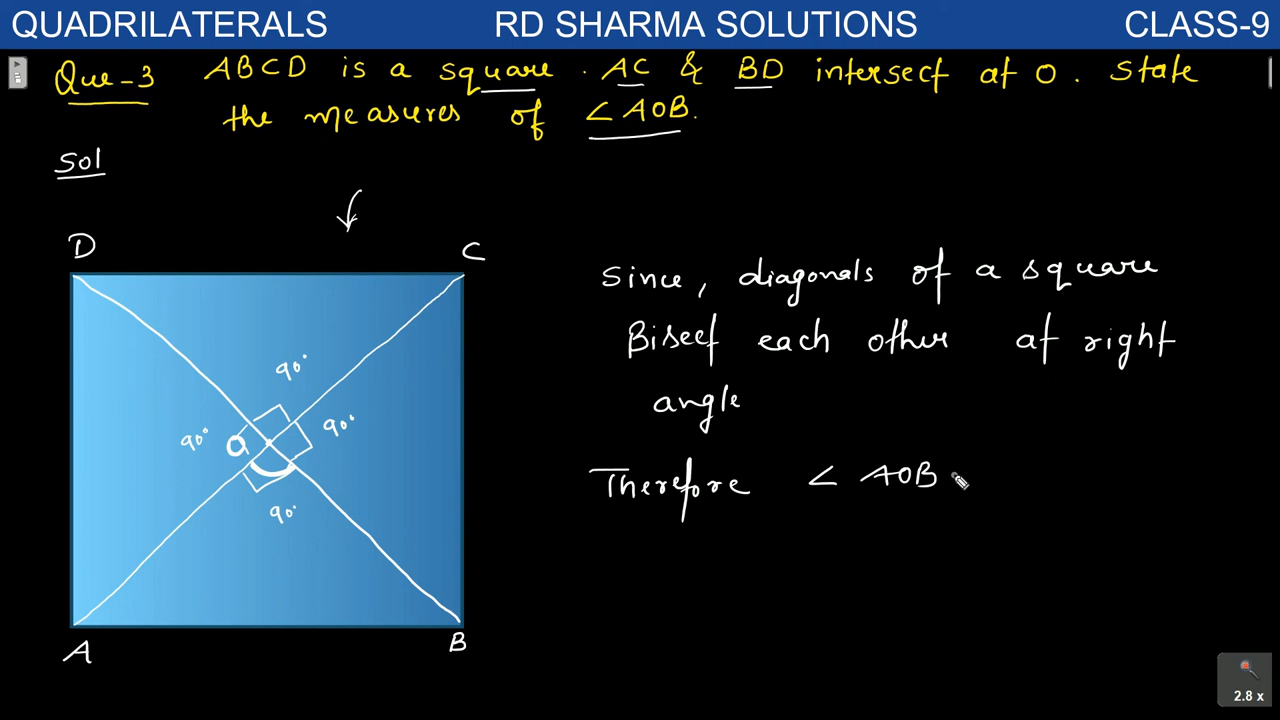 QUADRILATERALS RD SHARMA SOLUTIONS CLASS-9
Que-3 ABCD is a square. AC & BD intersect at O. State
the measures of ∠AOB.
Sol
D C
Since, diagonals of a square
Bisect each other at right
angle
90°
90° O 90°
Therefore ∠AOB
90°
A B
2.8 x